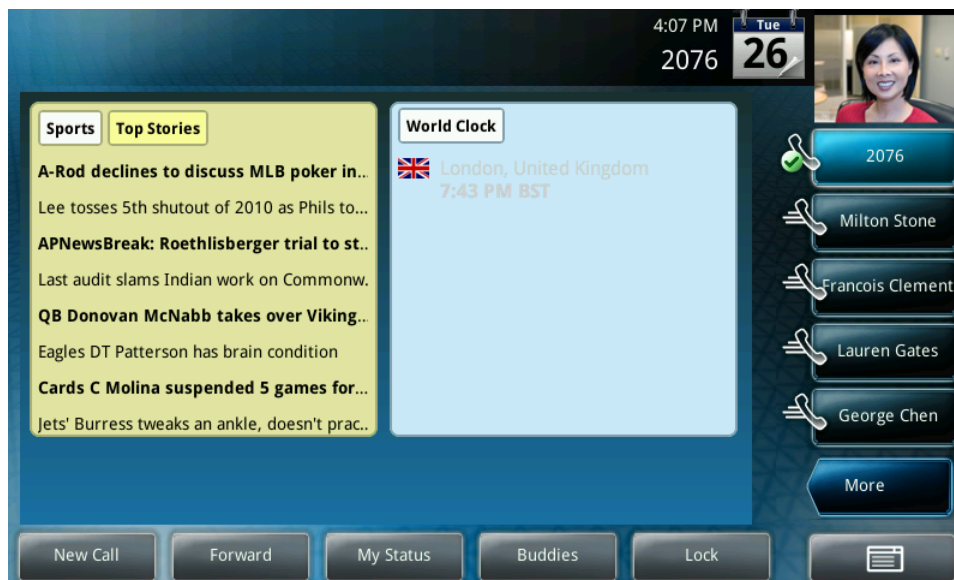 4:07 PM
2076
Tue
26
Sports
Top Stories
A-Rod declines to discuss MLB poker in..
Lee tosses 5th shutout of 2010 as Phils to...
APNewsBreak: Roethlisberger trial to st..
Last audit slams Indian work on Commonw.
QB Donovan McNabb takes over Viking..
Eagles DT Patterson has brain condition
Cards C Molina suspended 5 games for...
Jets' Burress tweaks an ankle, doesn't prac..
World Clock
London, United Kingdom
7:43 PM BST
2076
Milton Stone
Francois Clement
Lauren Gates
George Chen
More
New Call
Forward
My Status
Buddies
Lock